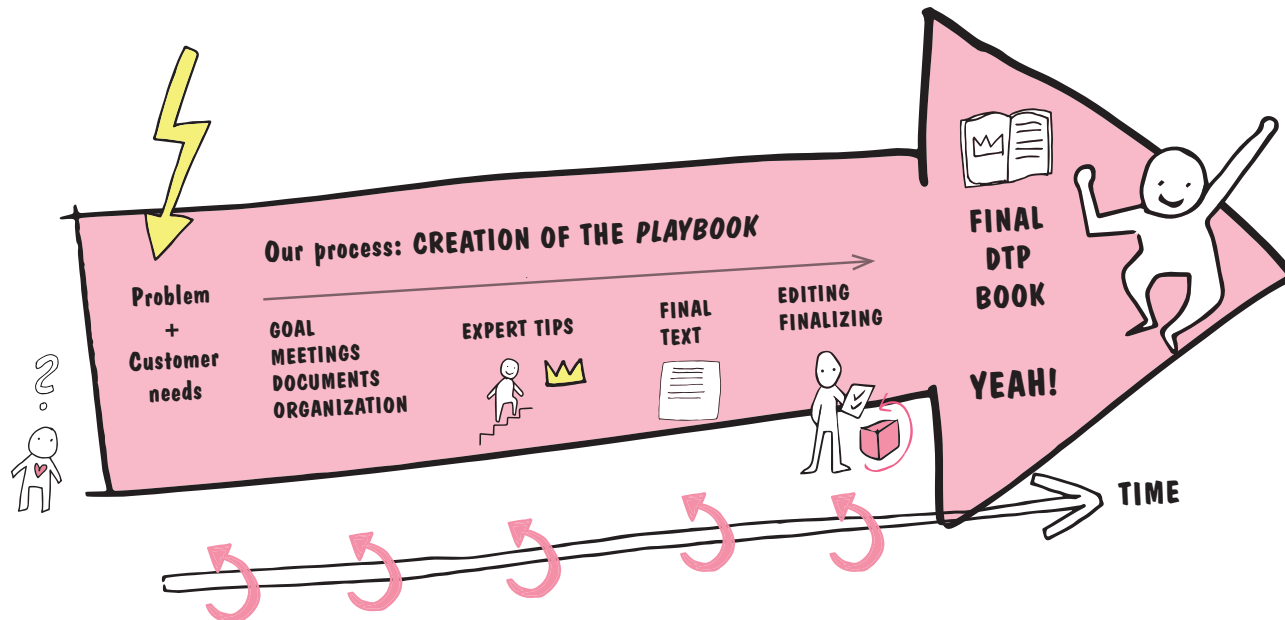 Our process: CREATION OF THE PLAYBOOK
Problem
+
Customer
needs
GOAL
MEETINGS
DOCUMENTS
ORGANIZATION
EXPERT TIPS
FINAL
TEXT
EDITING
FINALIZING
FINAL
DTP
BOOK
YEAH!
?
TIME